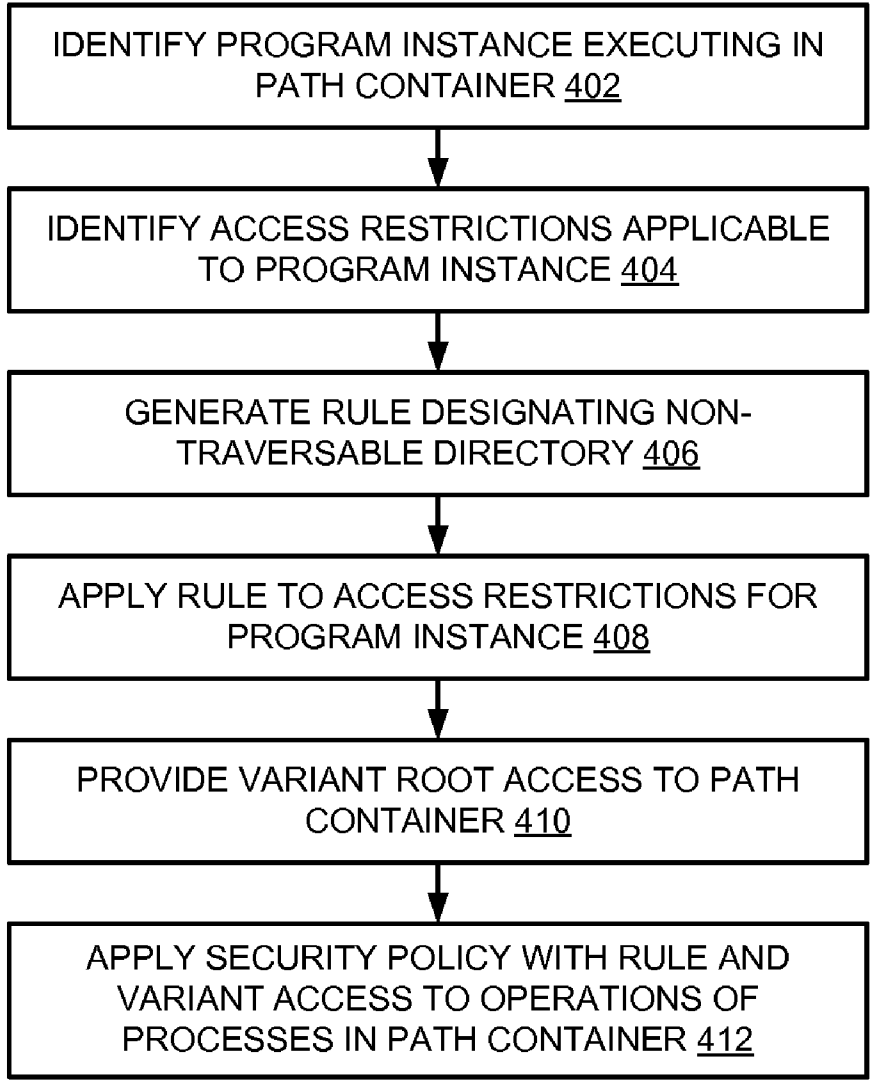 IDENTIFY PROGRAM INSTANCE EXECUTING IN
PATH CONTAINER 402
IDENTIFY ACCESS RESTRICTIONS APPLICABLE
TO PROGRAM INSTANCE 404
GENERATE RULE DESIGNATING NON-
TRAVERSABLE DIRECTORY 406
APPLY RULE TO ACCESS RESTRICTIONS FOR
PROGRAM INSTANCE 408
PROVIDE VARIANT ROOT ACCESS TO PATH
CONTAINER 410
APPLY SECURITY POLICY WITH RULE AND
VARIANT ACCESS TO OPERATIONS OF
PROCESSES IN PATH CONTAINER 412